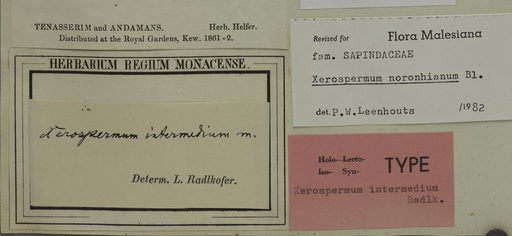 TENASSERIM and ANDAMANS. Herb. Helfer.
Distributed at the Royal Gardens, Kew. 1861-2.
HERBARIUM REGIUM MONACENSE.
Xerospermum intermedium m.
Determ. L. Radlkofer.
Revised for Flora Malesiana
fam. SAPINDACEAE
Xerospermum noronhianum Bl.
det. P.W. Leenhouts /1982
Holo- Lecto-
Iso- Syn-
TYPE
Xerospermum intermedium
Radlk.